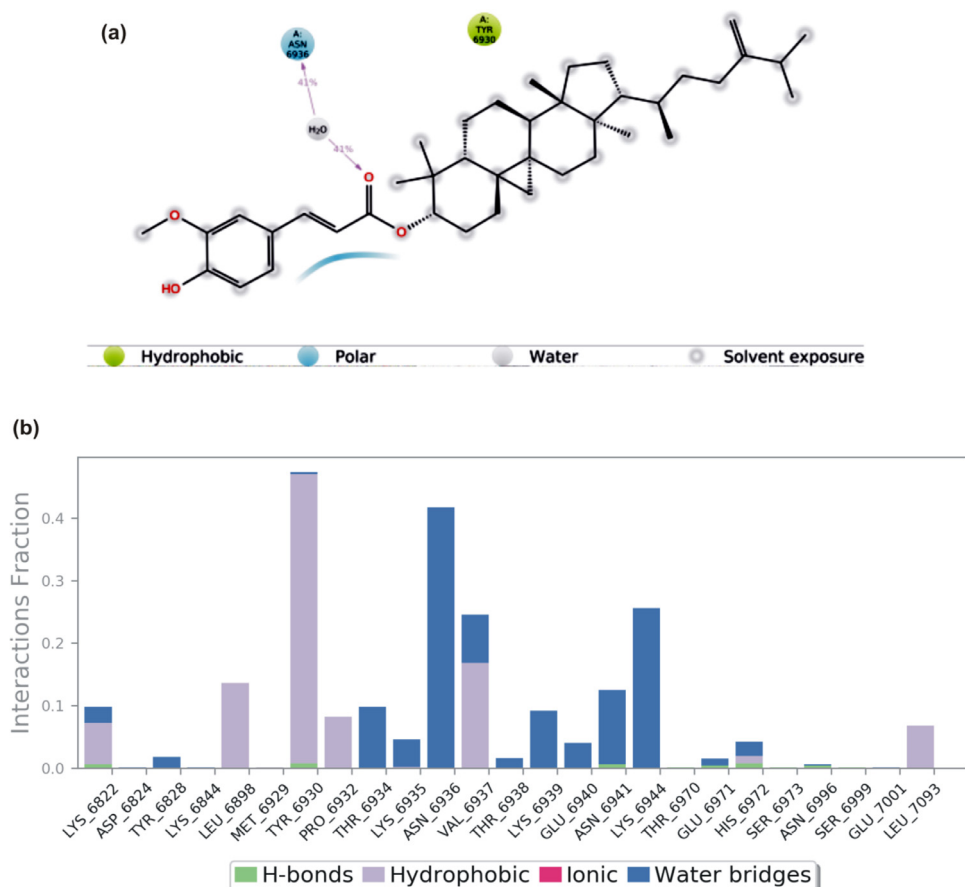 (a)
A:
ASN
6936
A:
TYR
6930
41%
H₂O
41%
O
O
O
HO
Hydrophobic Polar Water Solvent exposure
(b)
Interactions Fraction
0.4
0.3
0.2
0.1
0.0
LYS_6822
ASP_6824
TYR_6828
LYS_6844
LEU_6898
MET_6929
TYR_6930
PRO_6932
THR_6934
LYS_6935
ASN_6936
VAL_6937
THR_6938
LYS_6939
GLU_6940
ASN_6941
LYS_6944
THR_6970
GLU_6971
HIS_6972
SER_6973
ASN_6996
SER_6999
GLU_7001
LEU_7093
H-bonds Hydrophobic Ionic Water bridges